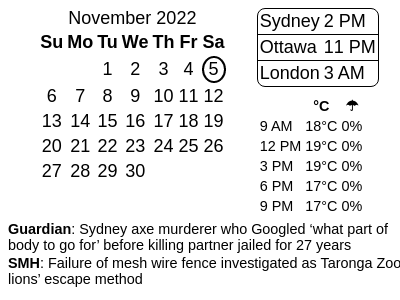 November 2022
Su Mo Tu We Th Fr Sa
1 2 3 4 5
6 7 8 9 10 11 12
13 14 15 16 17 18 19
20 21 22 23 24 25 26
27 28 29 30
Sydney 2 PM
Ottawa 11 PM
London 3 AM
°C ☂
9 AM 18°C 0%
12 PM 19°C 0%
3 PM 19°C 0%
6 PM 17°C 0%
9 PM 17°C 0%
Guardian: Sydney axe murderer who Googled ‘what part of
body to go for’ before killing partner jailed for 27 years
SMH: Failure of mesh wire fence investigated as Taronga Zoo
lions’ escape method